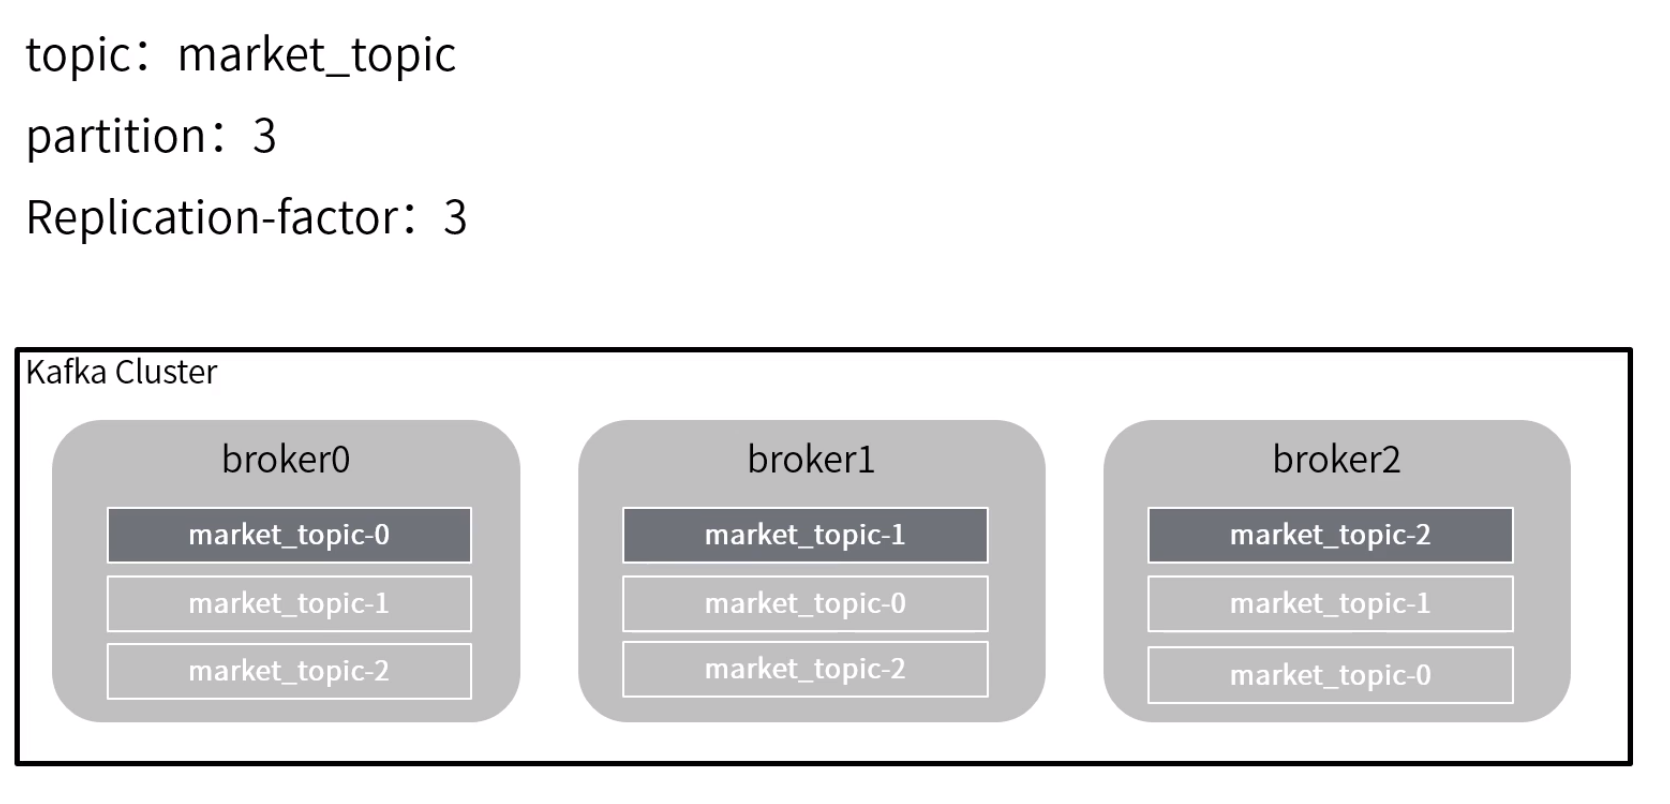 topic：market_topic
partition：3
Replication-factor：3
Kafka Cluster
broker0
market_topic-0
market_topic-1
market_topic-2
broker1
market_topic-1
market_topic-0
market_topic-2
broker2
market_topic-2
market_topic-1
market_topic-0